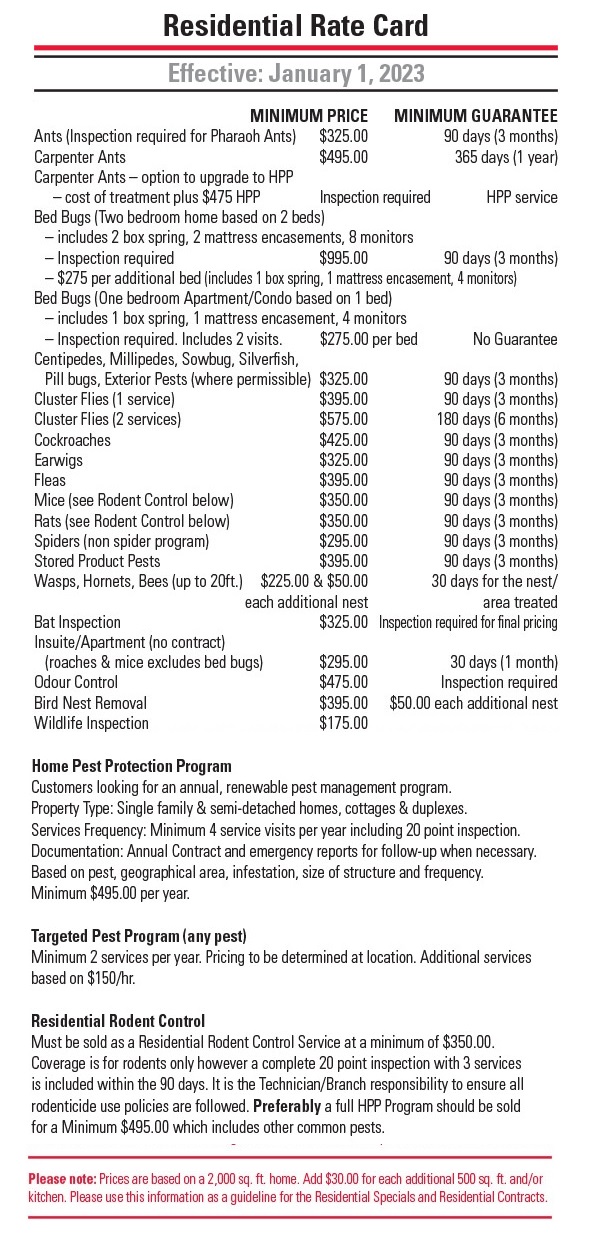 Residential Rate Card
Effective: January 1, 2023
MINIMUM PRICE MINIMUM GUARANTEE
Ants (Inspection required for Pharaoh Ants) $325.00 90 days (3 months)
Carpenter Ants $495.00 365 days (1 year)
Carpenter Ants – option to upgrade to HPP
– cost of treatment plus $475 HPP Inspection required HPP service
Bed Bugs (Two bedroom home based on 2 beds)
– includes 2 box spring, 2 mattress encasements, 8 monitors
– Inspection required $995.00 90 days (3 months)
– $275 per additional bed (includes 1 box spring, 1 mattress encasement, 4 monitors)
Bed Bugs (One bedroom Apartment/Condo based on 1 bed)
– includes 1 box spring, 1 mattress encasement, 4 monitors
– Inspection required. Includes 2 visits. $275.00 per bed No Guarantee
Centipedes, Millipedes, Sowbug, Silverfish,
Pill bugs, Exterior Pests (where permissible) $325.00 90 days (3 months)
Cluster Flies (1 service) $395.00 90 days (3 months)
Cluster Flies (2 services) $575.00 180 days (6 months)
Cockroaches $425.00 90 days (3 months)
Earwigs $325.00 90 days (3 months)
Fleas $395.00 90 days (3 months)
Mice (see Rodent Control below) $350.00 90 days (3 months)
Rats (see Rodent Control below) $350.00 90 days (3 months)
Spiders (non spider program) $295.00 90 days (3 months)
Stored Product Pests $395.00 90 days (3 months)
Wasps, Hornets, Bees (up to 20ft.) $225.00 & $50.00 30 days for the nest/
each additional nest area treated
Bat Inspection $325.00 Inspection required for final pricing
Insuite/Apartment (no contract)
(roaches & mice excludes bed bugs) $295.00 30 days (1 month)
Odour Control $475.00 Inspection required
Bird Nest Removal $395.00 $50.00 each additional nest
Wildlife Inspection $175.00
Home Pest Protection Program
Customers looking for an annual, renewable pest management program.
Property Type: Single family & semi-detached homes, cottages & duplexes.
Services Frequency: Minimum 4 service visits per year including 20 point inspection.
Documentation: Annual Contract and emergency reports for follow-up when necessary.
Based on pest, geographical area, infestation, size of structure and frequency.
Minimum $495.00 per year.
Targeted Pest Program (any pest)
Minimum 2 services per year. Pricing to be determined at location. Additional services
based on $150/hr.
Residential Rodent Control
Must be sold as a Residential Rodent Control Service at a minimum of $350.00.
Coverage is for rodents only however a complete 20 point inspection with 3 services
is included within the 90 days. It is the Technician/Branch responsibility to ensure all
rodenticide use policies are followed. Preferably a full HPP Program should be sold
for a Minimum $495.00 which includes other common pests.
Please note: Prices are based on a 2,000 sq. ft. home. Add $30.00 for each additional 500 sq. ft. and/or
kitchen. Please use this information as a guideline for the Residential Specials and Residential Contracts.